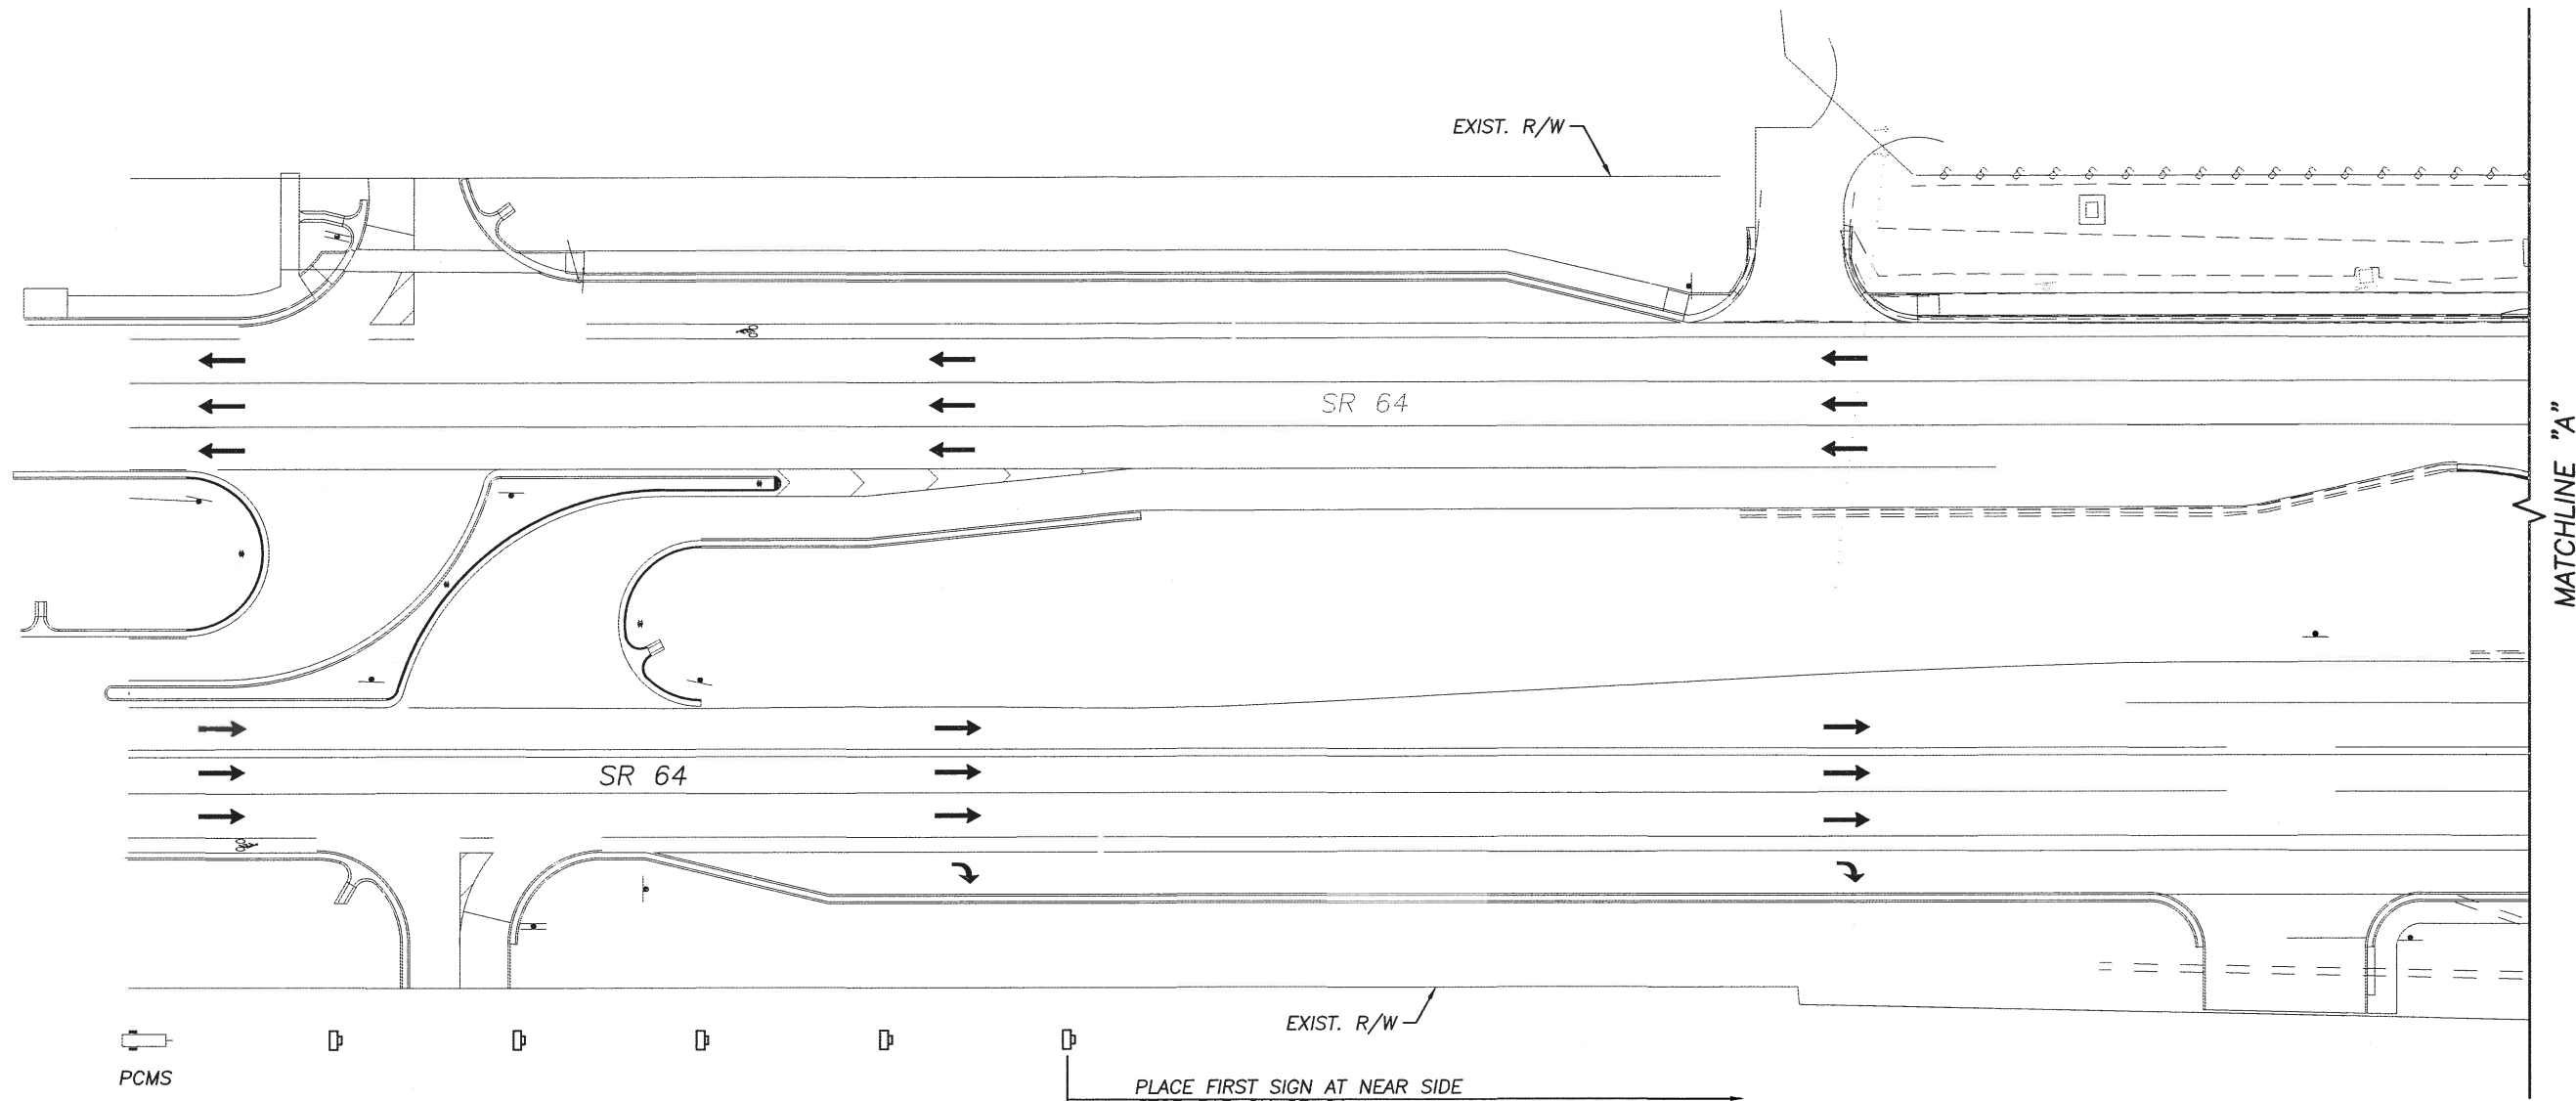 EXIST. R/W
SR 64
MATCHLINE "A"
SR 64
EXIST. R/W
PCMS
PLACE FIRST SIGN AT NEAR SIDE